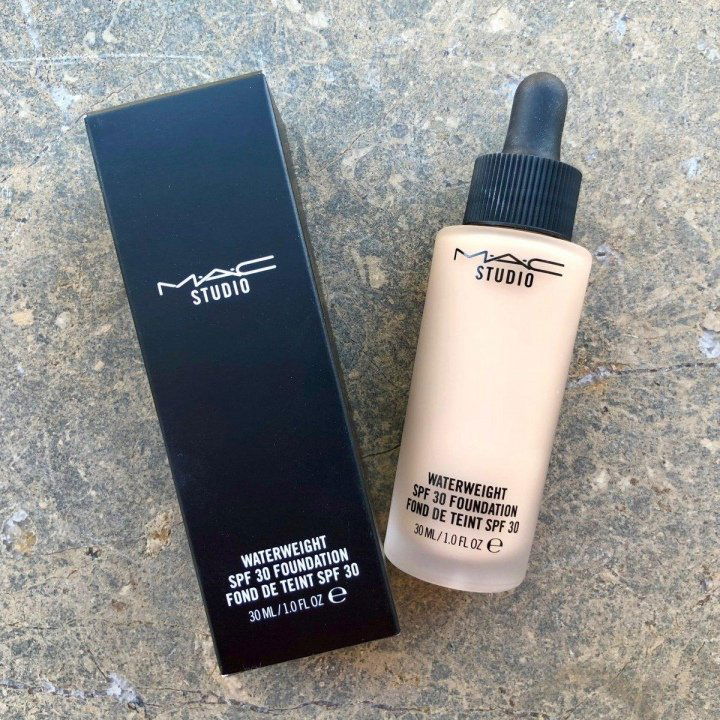 M·A·C
STUDIO
WATERWEIGHT
SPF 30 FOUNDATION
FOND DE TEINT SPF 30
30 ML / 1.0 FL OZ ℮
M·A·C
STUDIO
WATERWEIGHT
SPF 30 FOUNDATION
FOND DE TEINT SPF 30
30 ML / 1.0 FL OZ ℮